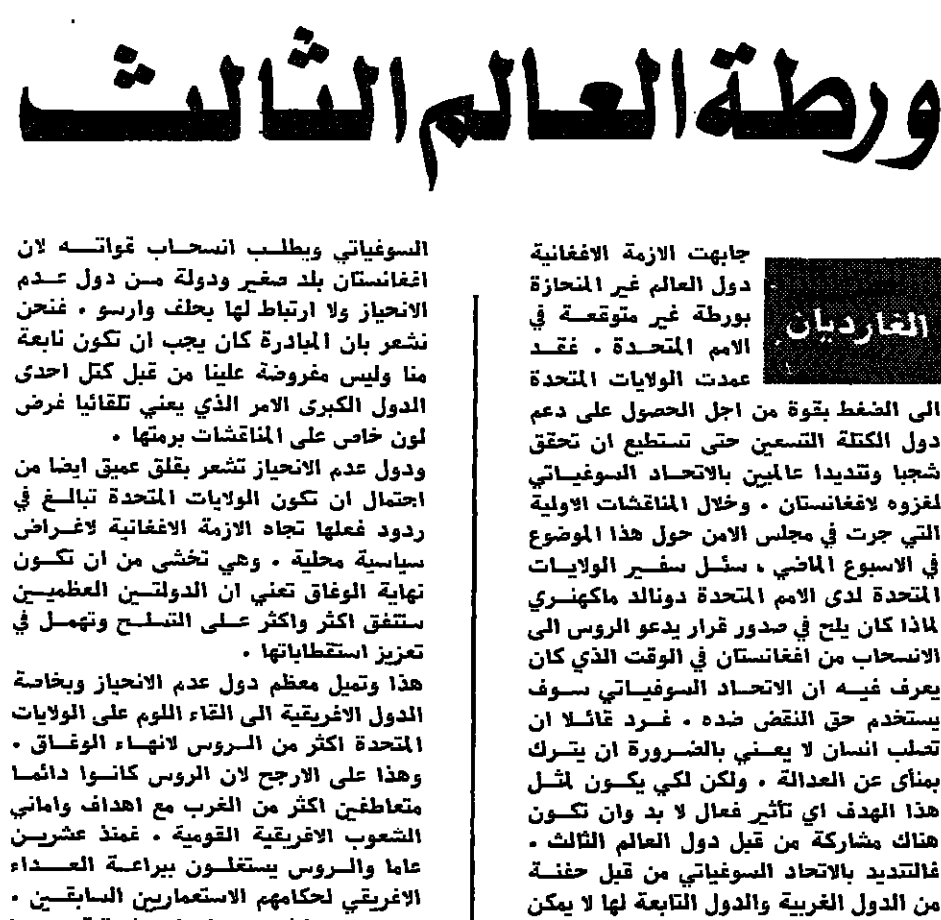 ورطة العالم الثالث
الغارديان
جابهت الازمة الافغانية
دول العالم غير المنحازة
بورطة غير متوقعة في
الامم المتحدة . فقد
عمدت الولايات المتحدة
الى الضغط بقوة من اجل الحصول على دعم
دول الكتلة التسعين حتى تستطيع ان تحقق
شجبا وتنديدا عالميين بالاتحاد السوفياتي
لغزوه لافغانستان . وخلال المناقشات الاولية
التي جرت في مجلس الامن حول هذا الموضوع
في الاسبوع الماضي ، سئل سفير الولايات
المتحدة لدى الامم المتحدة دونالد ماكهنري
لماذا كان يلح في صدور قرار يدعو الروس الى
الانسحاب من افغانستان في الوقت الذي كان
يعرف فيه ان الاتحاد السوفياتي سوف
يستخدم حق النقض ضده . فرد قائلا ان
تصلب انسان لا يعني بالضرورة ان يترك
بمنأى عن العدالة . ولكن لكي يكون لمثل
هذا الهدف اي تأثير فعال لا بد وان تكون
هناك مشاركة من قبل دول العالم الثالث .
فالتنديد بالاتحاد السوفياتي من قبل حفنة
من الدول الغربية والدول التابعة لها لا يمكن
السوفياتي ويطلب انسحاب قواته لان
افغانستان بلد صغير ودولة من دول عدم
الانحياز ولا ارتباط لها بحلف وارسو . فنحن
نشعر بان المبادرة كان يجب ان تكون نابعة
منا وليس مفروضة علينا من قبل كتل احدى
الدول الكبرى الامر الذي يعني تلقائيا فرض
لون خاص على المناقشات برمتها .
ودول عدم الانحياز تشعر بقلق عميق ايضا من
احتمال ان تكون الولايات المتحدة تبالغ في
ردود فعلها تجاه الازمة الافغانية لاغراض
سياسية محلية . وهي تخشى من ان تكون
نهاية الوفاق تعني ان الدولتين العظميين
ستنفق اكثر واكثر على التسلح وتهمل في
تعزيز استقطاباتها .
هذا وتميل معظم دول عدم الانحياز وبخاصة
الدول الافريقية الى القاء اللوم على الولايات
المتحدة اكثر من الروس لانهاء الوفاق .
وهذا على الارجح لان الروس كانوا دائما
متعاطفين اكثر من الغرب مع اهداف واماني
الشعوب الافريقية القومية . فمنذ عشرين
عاما والروس يستغلون ببراعة العداء
الافريقي لحكامهم الاستعماريين السابقين .